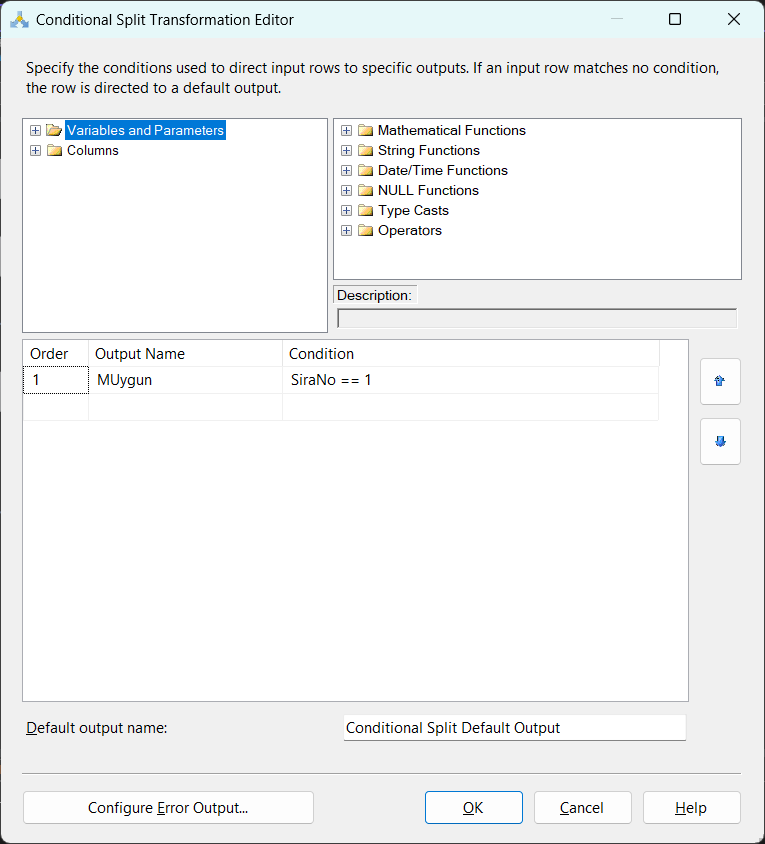 Conditional Split Transformation Editor
Specify the conditions used to direct input rows to specific outputs. If an input row matches no condition,
the row is directed to a default output.
Variables and Parameters
Columns
Mathematical Functions
String Functions
Date/Time Functions
NULL Functions
Type Casts
Operators
Description:
Order Output Name Condition
1 MUygun SiraNo == 1
Default output name: Conditional Split Default Output
Configure Error Output... OK Cancel Help